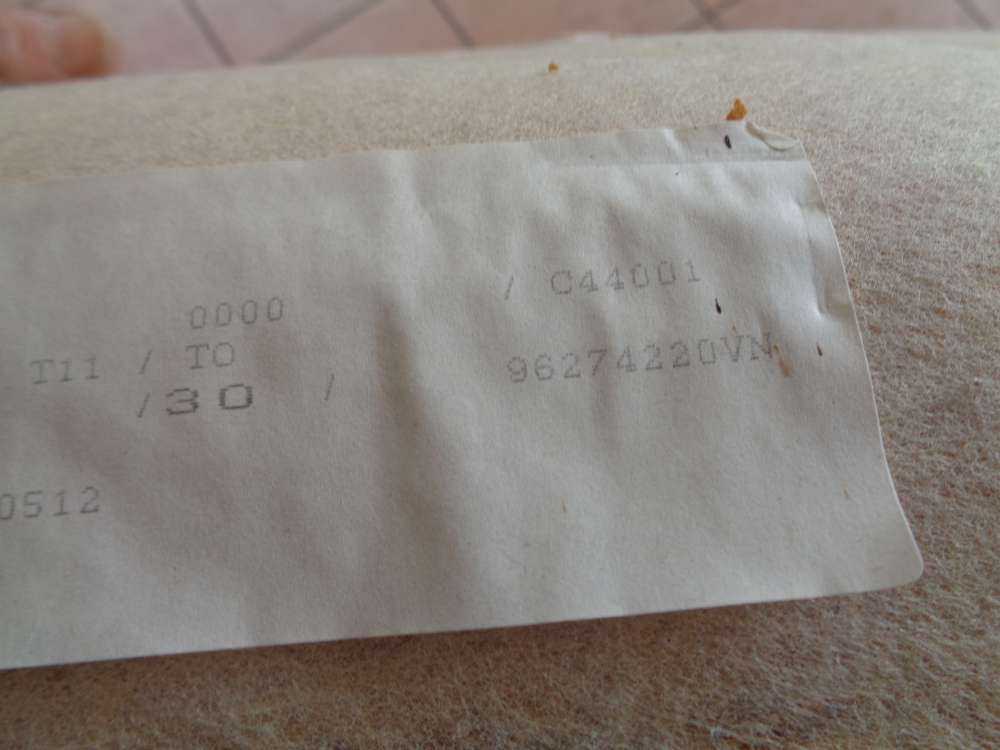 / C44001
0000
T11 / TO
96274220VN
/30 /
0512